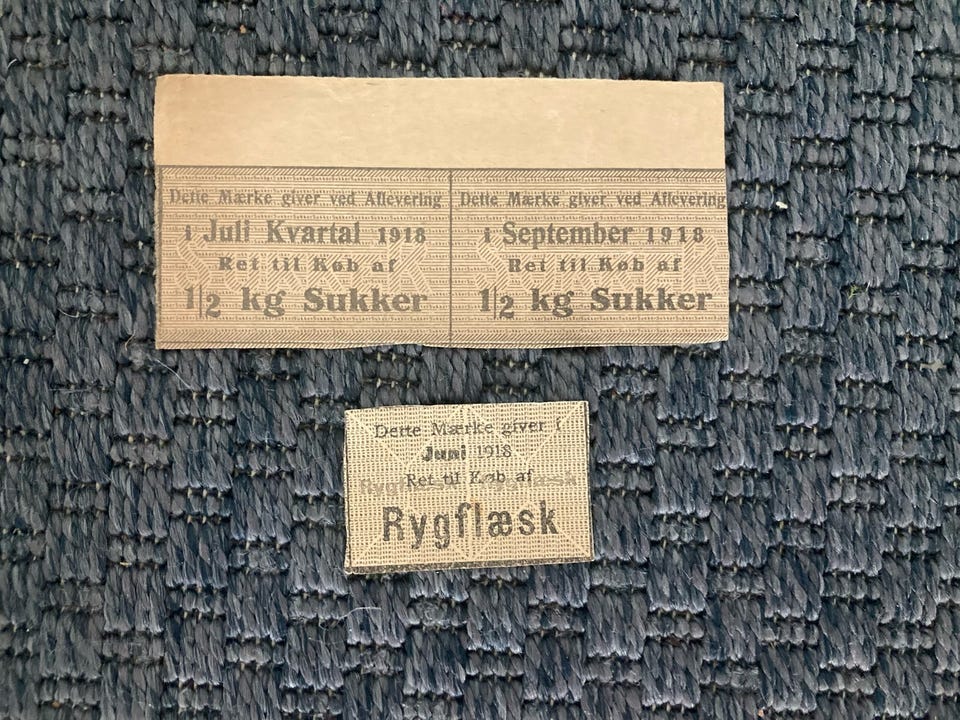 Dette Mærke giver ved Aflevering
i Juli Kvartal 1918
Ret til Køb af
1/2 kg Sukker
Dette Mærke giver ved Aflevering
i September 1918
Ret til Køb af
1/2 kg Sukker
Dette Mærke giver i
Juni 1918
Ret til Køb af
Rygflæsk Rygflæsk
Rygflæsk